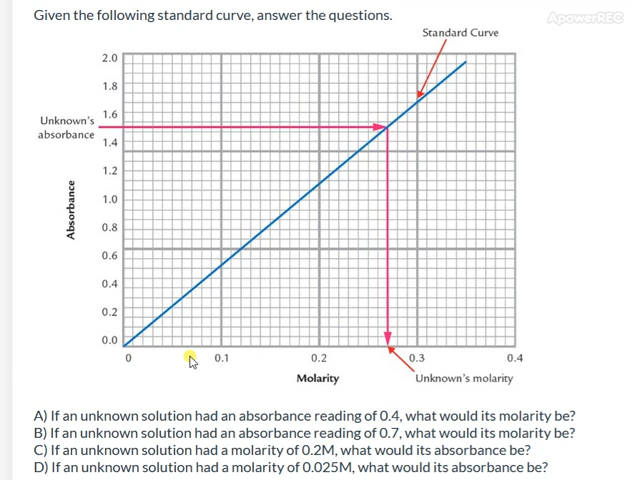 Given the following standard curve, answer the questions.
ApowerREC
Standard Curve
2.0
1.8
Unknown's
absorbance
1.6
1.4
1.2
1.0
0.8
0.6
0.4
0.2
0.0
Absorbance
0
0.1
0.2
0.3
0.4
Molarity
Unknown's molarity
A) If an unknown solution had an absorbance reading of 0.4, what would its molarity be?
B) If an unknown solution had an absorbance reading of 0.7, what would its molarity be?
C) If an unknown solution had a molarity of 0.2M, what would its absorbance be?
D) If an unknown solution had a molarity of 0.025M, what would its absorbance be?